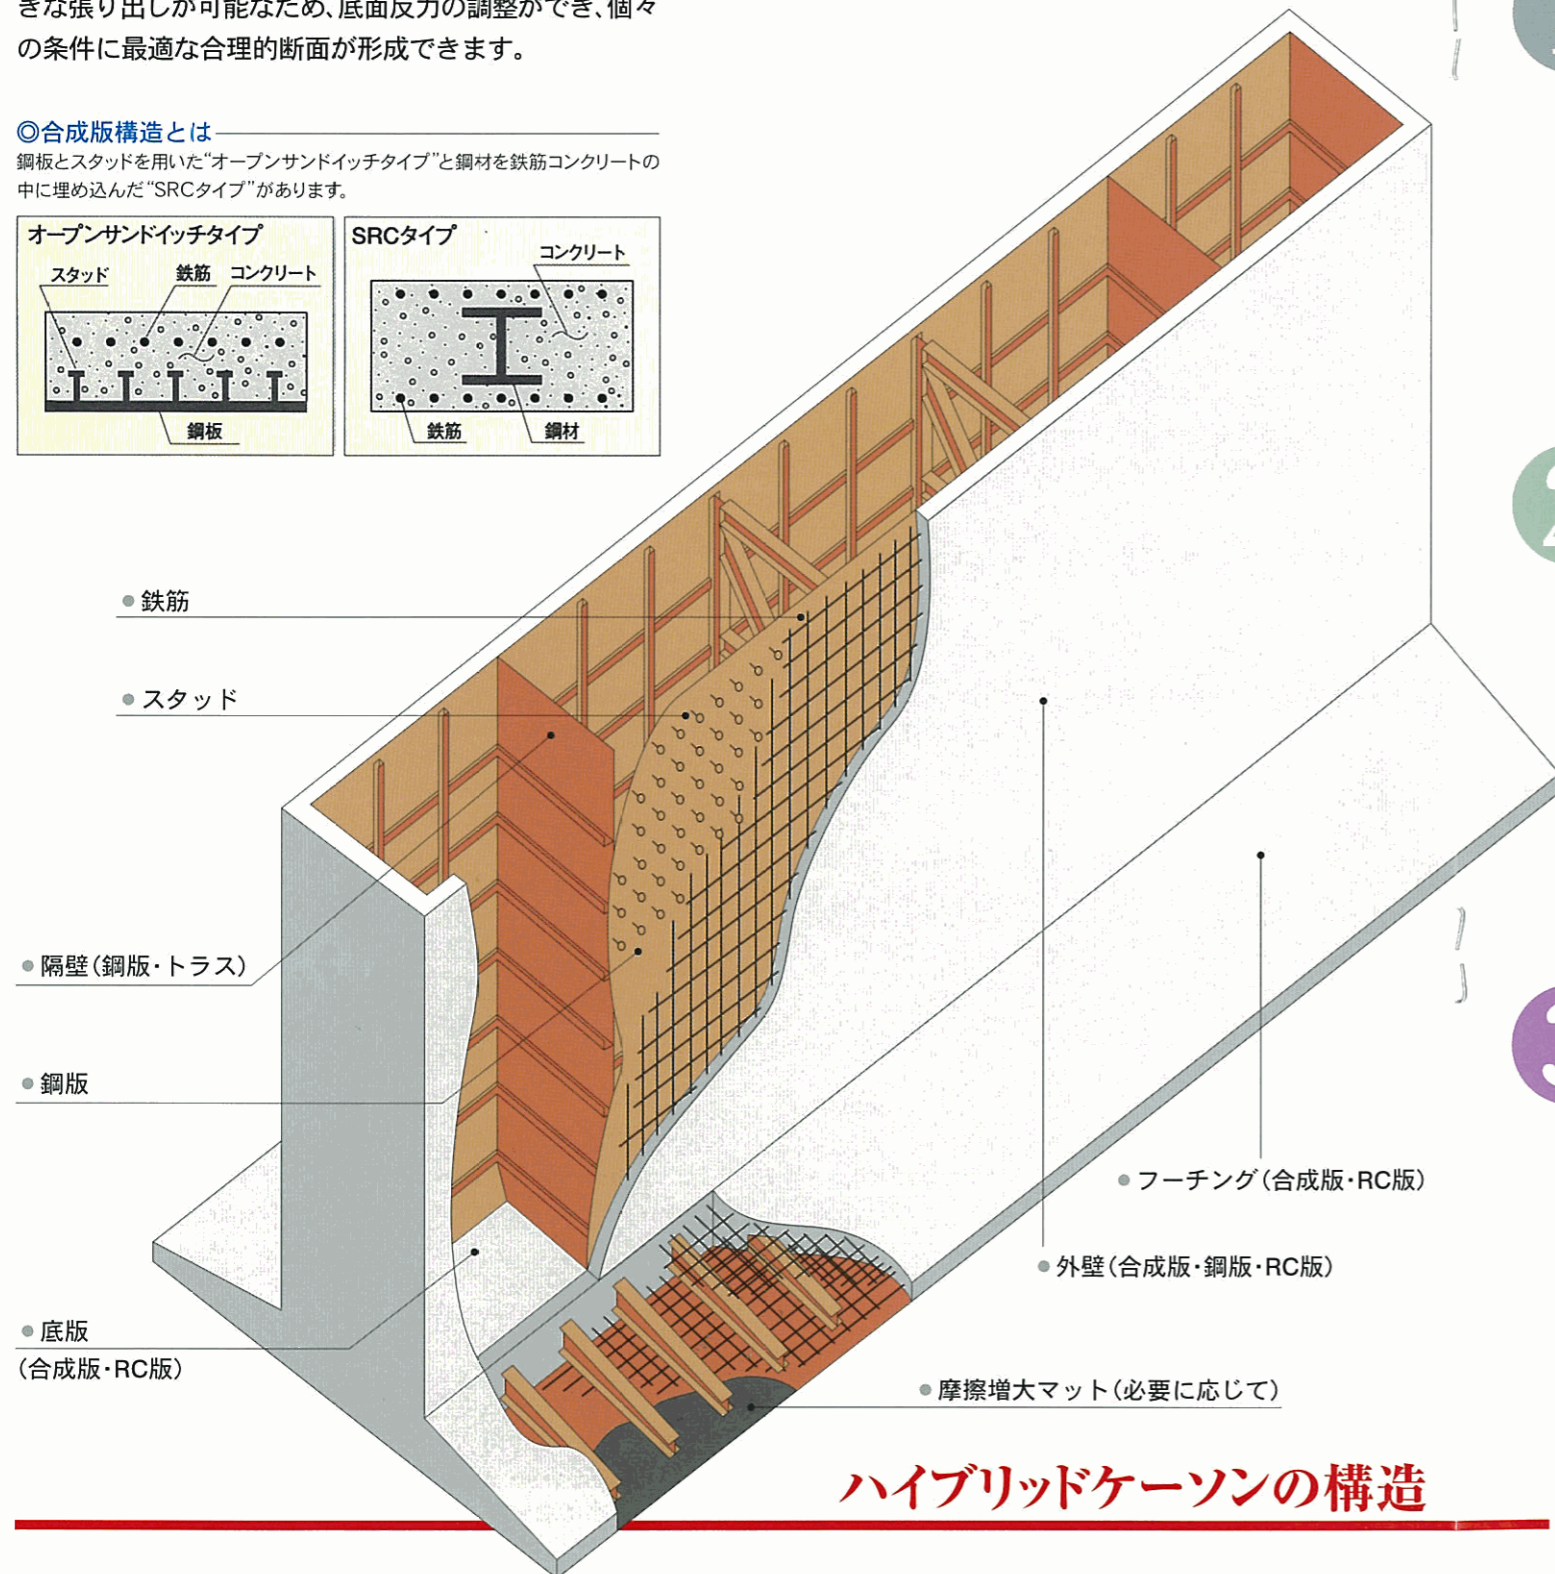 きな張り出しが可能なため、底面反力の調整ができ、個々
の条件に最適な合理的断面が形成できます。
◎合成版構造とは
鋼板とスタッドを用いた“オープンサンドイッチタイプ”と鋼材を鉄筋コンクリートの
中に埋め込んだ“SRCタイプ”があります。
オープンサンドイッチタイプ
スタッド
鉄筋
コンクリート
鋼板
SRCタイプ
コンクリート
鉄筋
鋼材
鉄筋
スタッド
隔壁(鋼版・トラス)
鋼版
底版
(合成版・RC版)
フーチング(合成版・RC版)
外壁(合成版・鋼版・RC版)
摩擦増大マット(必要に応じて)
ハイブリッドケーソンの構造